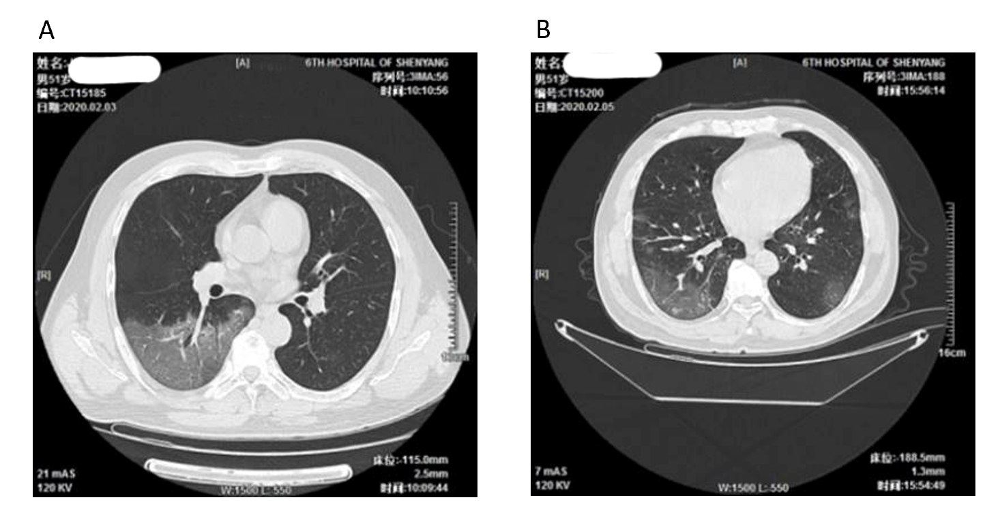 A
姓名:
男51岁
编号:CT15185
日期:2020.02.03
[A]
6TH HOSPITAL OF SHENYANG
序列号:3IMA:56
时间:10:10:56
[R]
10cm
21 mAS
120 KV
W:1500 L:-550
床位:-115.0mm
2.5mm
时间:10:09:44
B
姓名:
男51岁
编号:CT15200
日期:2020.02.05
[A]
6TH HOSPITAL OF SHENYANG
序列号:3IMA:188
时间:15:56:14
[R]
16cm
7 mAS
120 KV
W:1500 L:-550
床位:-188.5mm
1.3mm
时间:15:54:49